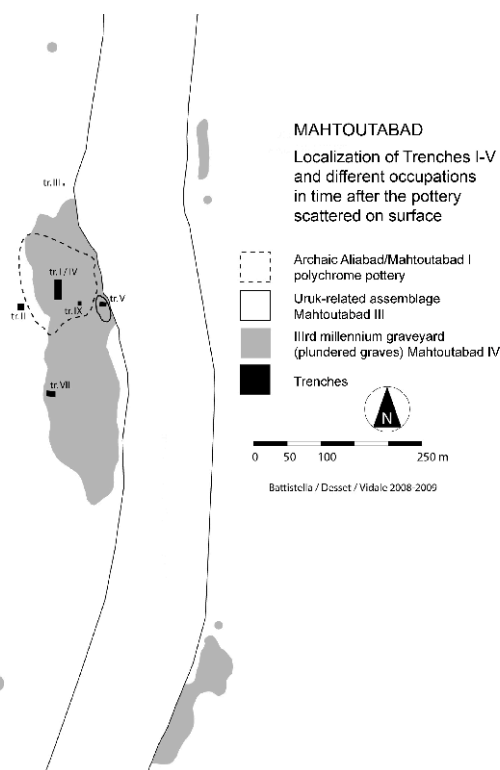 MAHTOUTABAD
Localization of Trenches I-V
and different occupations
in time after the pottery
scattered on surface
tr. III
tr. I / IV
tr. V
tr. II
tr. IX
tr. VII
Archaic Aliabad/Mahtoutabad I
polychrome pottery
Uruk-related assemblage
Mahtoutabad III
IIIrd millennium graveyard
(plundered graves) Mahtoutabad IV
Trenches
N
0 50 100 250 m
Battistella / Desset / Vidale 2008-2009